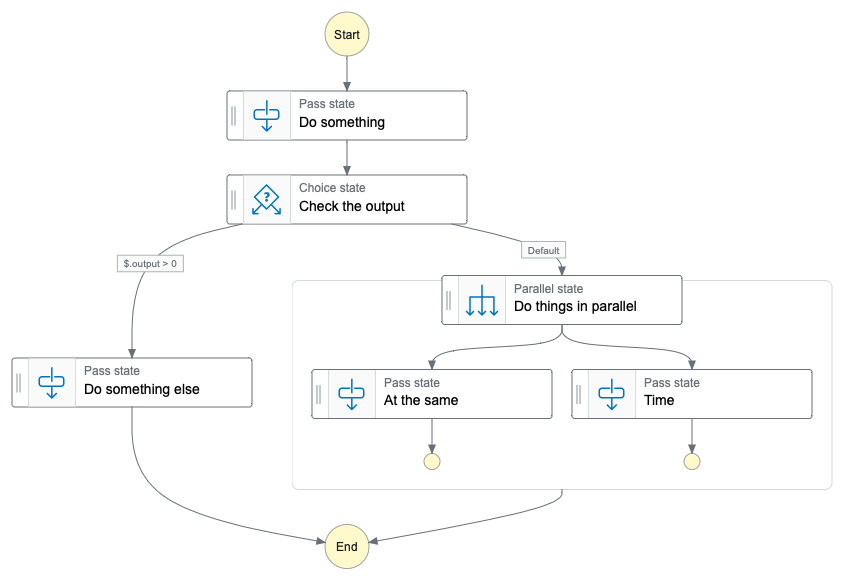 Start
Pass state
Do something
?
Choice state
Check the output
$.output > 0
Default
Parallel state
Do things in parallel
Pass state
Do something else
Pass state
At the same
Pass state
Time
End